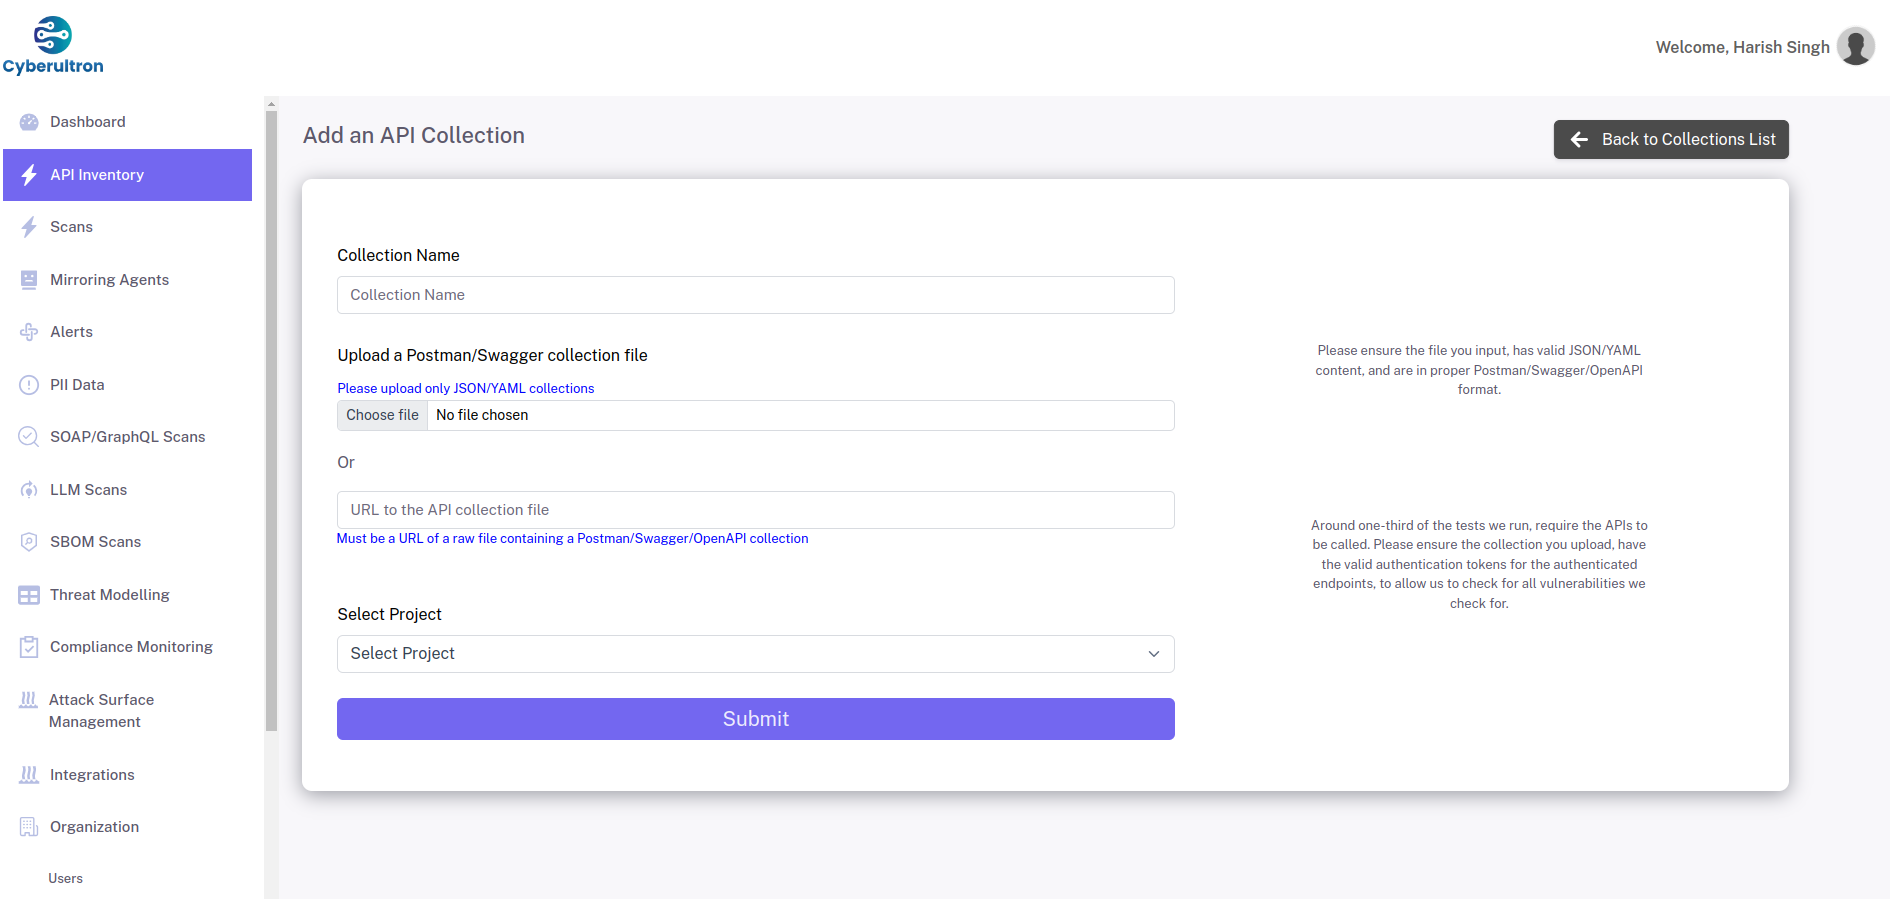 Cyberultron
Welcome, Harish Singh
Dashboard
API Inventory
Scans
Mirroring Agents
Alerts
PII Data
SOAP/GraphQL Scans
LLM Scans
SBOM Scans
Threat Modelling
Compliance Monitoring
Attack Surface
Management
Integrations
Organization
Users
Add an API Collection
Back to Collections List
Collection Name
Collection Name
Upload a Postman/Swagger collection file
Please upload only JSON/YAML collections
Choose file No file chosen
Or
URL to the API collection file
Must be a URL of a raw file containing a Postman/Swagger/OpenAPI collection
Select Project
Select Project
Submit
Please ensure the file you input, has valid JSON/YAML
content, and are in proper Postman/Swagger/OpenAPI
format.
Around one-third of the tests we run, require the APIs to
be called. Please ensure the collection you upload, have
the valid authentication tokens for the authenticated
endpoints, to allow us to check for all vulnerabilities we
check for.